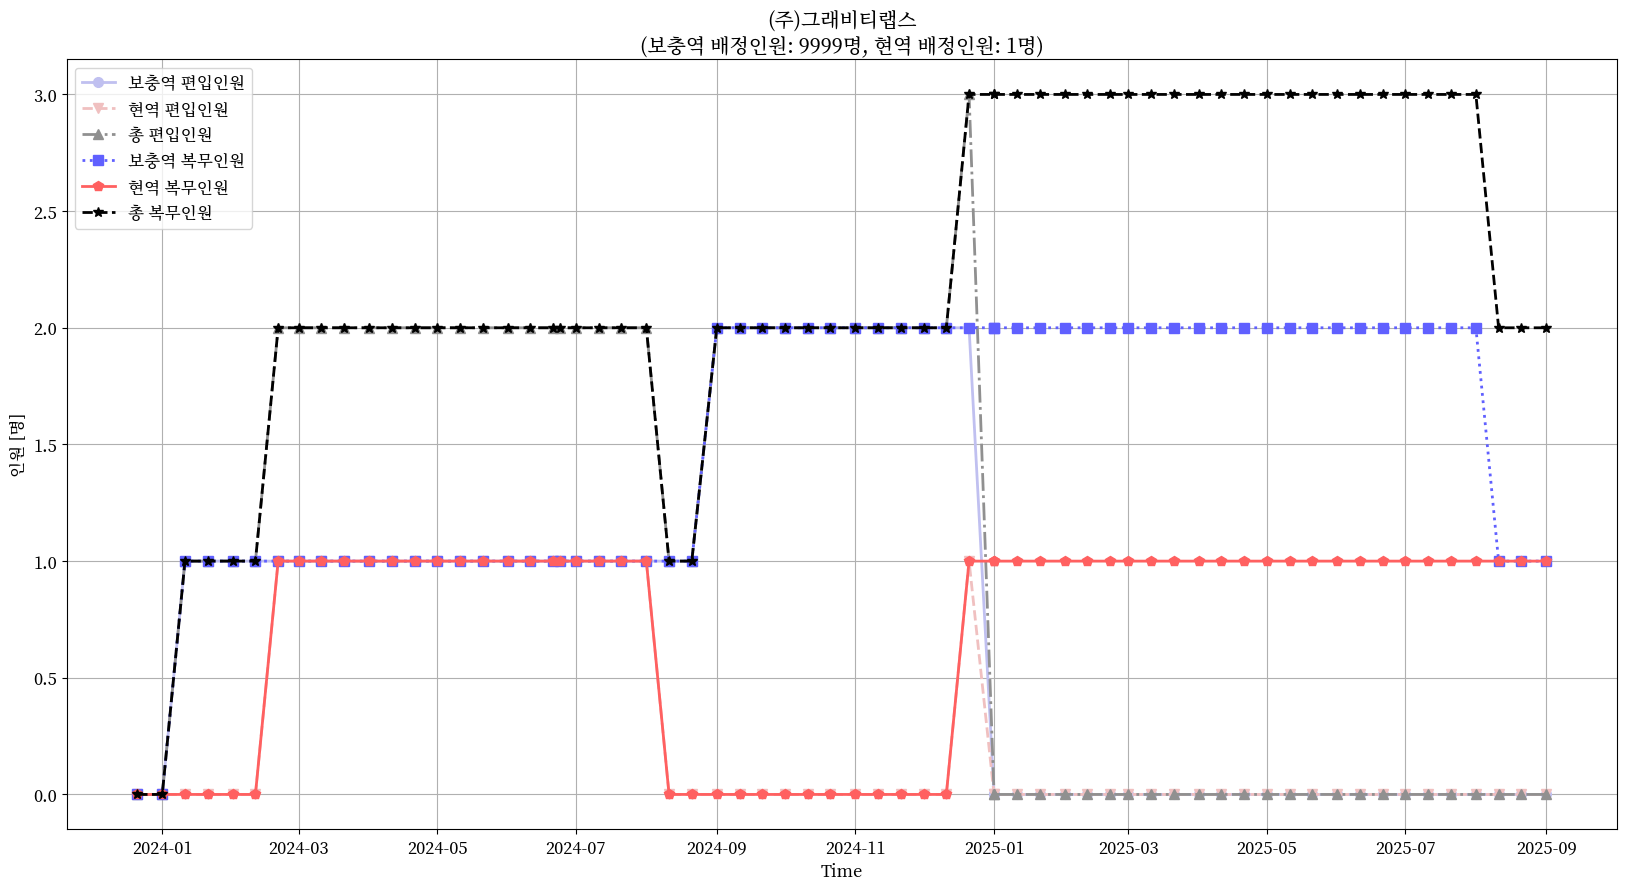 (주)그래비티랩스
(보충역 배정인원: 9999명, 현역 배정인원: 1명)
보충역 편입인원
현역 편입인원
총 편입인원
보충역 복무인원
현역 복무인원
총 복무인원
인원 [명]
3.0
2.5
2.0
1.5
1.0
0.5
0.0
2024-01 2024-03 2024-05 2024-07 2024-09 2024-11 2025-01 2025-03 2025-05 2025-07 2025-09
Time